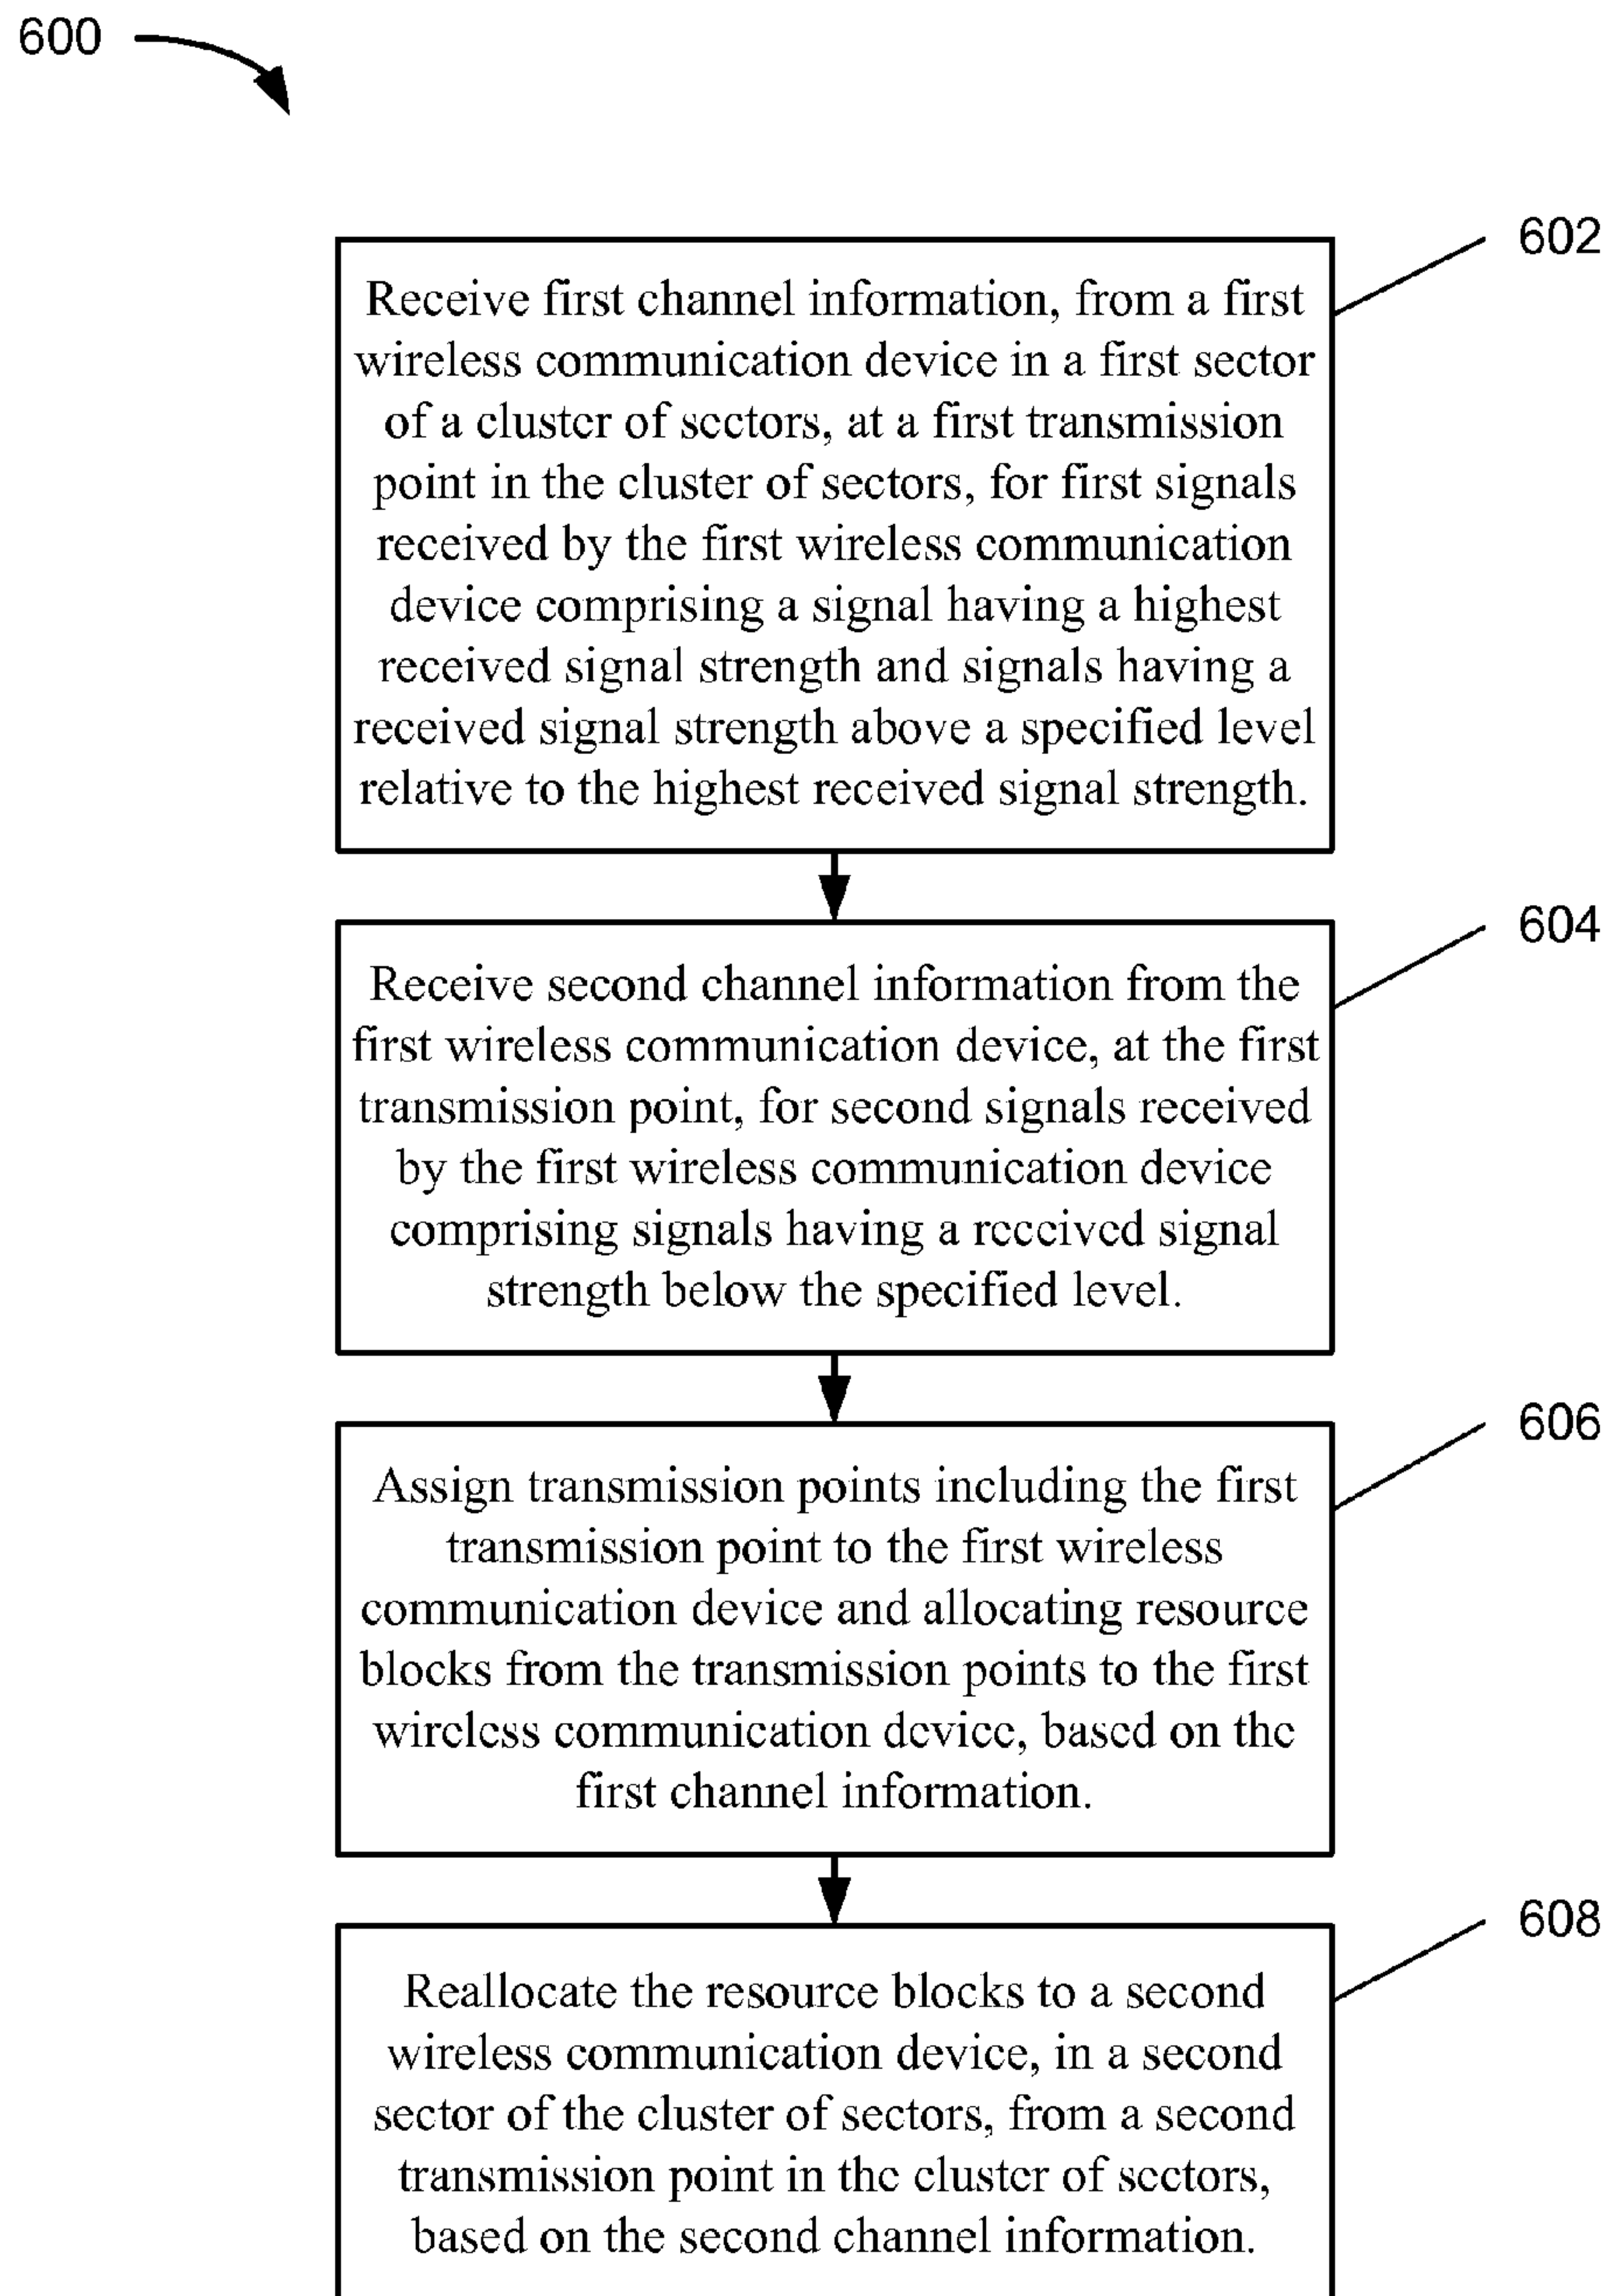 600
602
Receive first channel information, from a first
wireless communication device in a first sector
of a cluster of sectors, at a first transmission
point in the cluster of sectors, for first signals
received by the first wireless communication
device comprising a signal having a highest
received signal strength and signals having a
received signal strength above a specified level
relative to the highest received signal strength.
604
Receive second channel information from the
first wireless communication device, at the first
transmission point, for second signals received
by the first wireless communication device
comprising signals having a received signal
strength below the specified level.
606
Assign transmission points including the first
transmission point to the first wireless
communication device and allocating resource
blocks from the transmission points to the first
wireless communication device, based on the
first channel information.
608
Reallocate the resource blocks to a second
wireless communication device, in a second
sector of the cluster of sectors, from a second
transmission point in the cluster of sectors,
based on the second channel information.